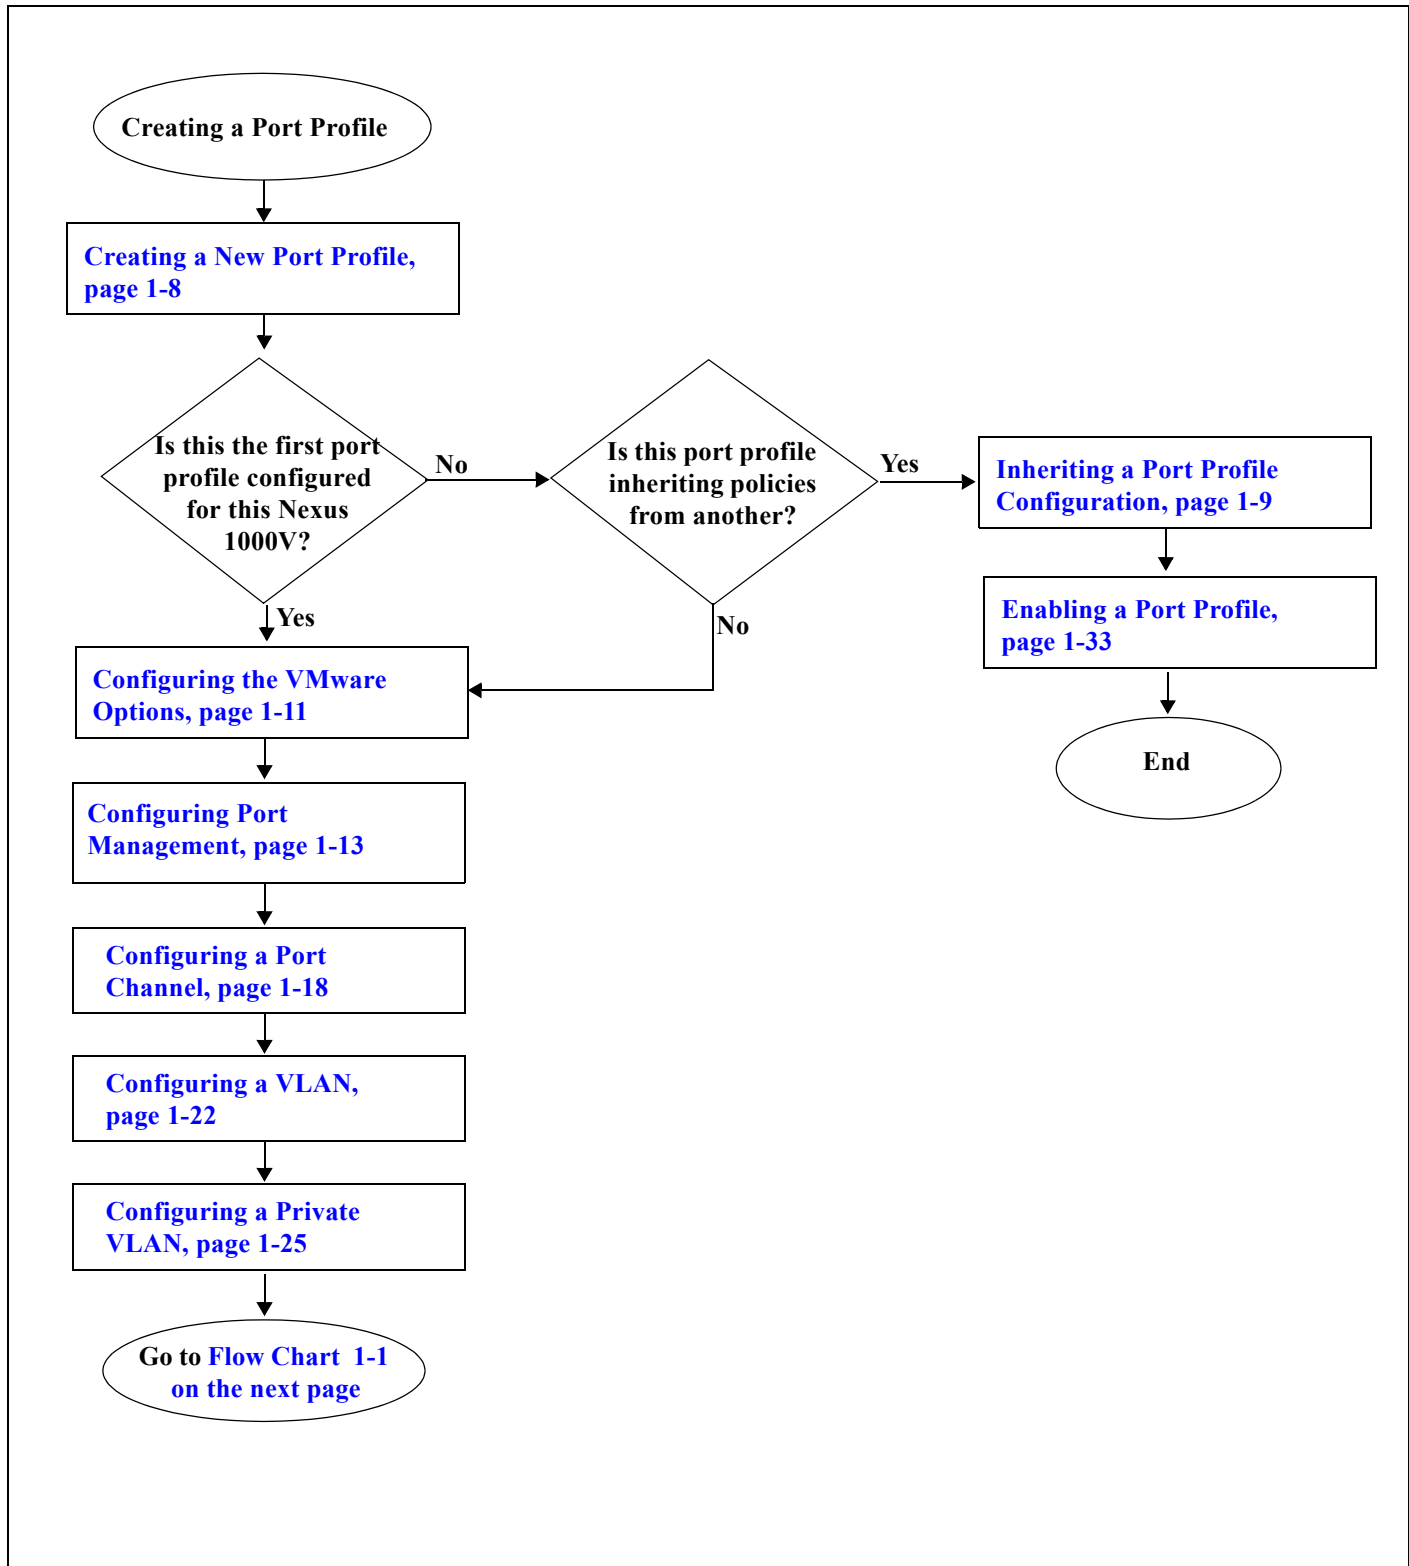 Creating a Port Profile
Creating a New Port Profile,
page 1-8
Is this the first port
profile configured
for this Nexus
1000V?
No
Is this port profile
inheriting policies
from another?
Yes
Inheriting a Port Profile
Configuration, page 1-9
Enabling a Port Profile,
page 1-33
End
No
Yes
Configuring the VMware
Options, page 1-11
Configuring Port
Management, page 1-13
Configuring a Port
Channel, page 1-18
Configuring a VLAN,
page 1-22
Configuring a Private
VLAN, page 1-25
Go to Flow Chart 1-1
on the next page